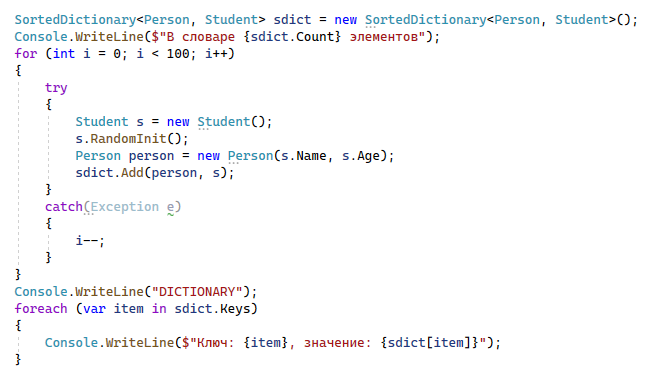 SortedDictionary<Person, Student> sdict = new SortedDictionary<Person, Student>();
Console.WriteLine($"В словаре {sdict.Count} элементов");
for (int i = 0; i < 100; i++)
{
    try
    {
        Student s = new Student();
        s.RandomInit();
        Person person = new Person(s.Name, s.Age);
        sdict.Add(person, s);
    }
    catch(Exception e)
    {
        i--;
    }
}
Console.WriteLine("DICTIONARY");
foreach (var item in sdict.Keys)
{
    Console.WriteLine($"Ключ: {item}, значение: {sdict[item]}");
}